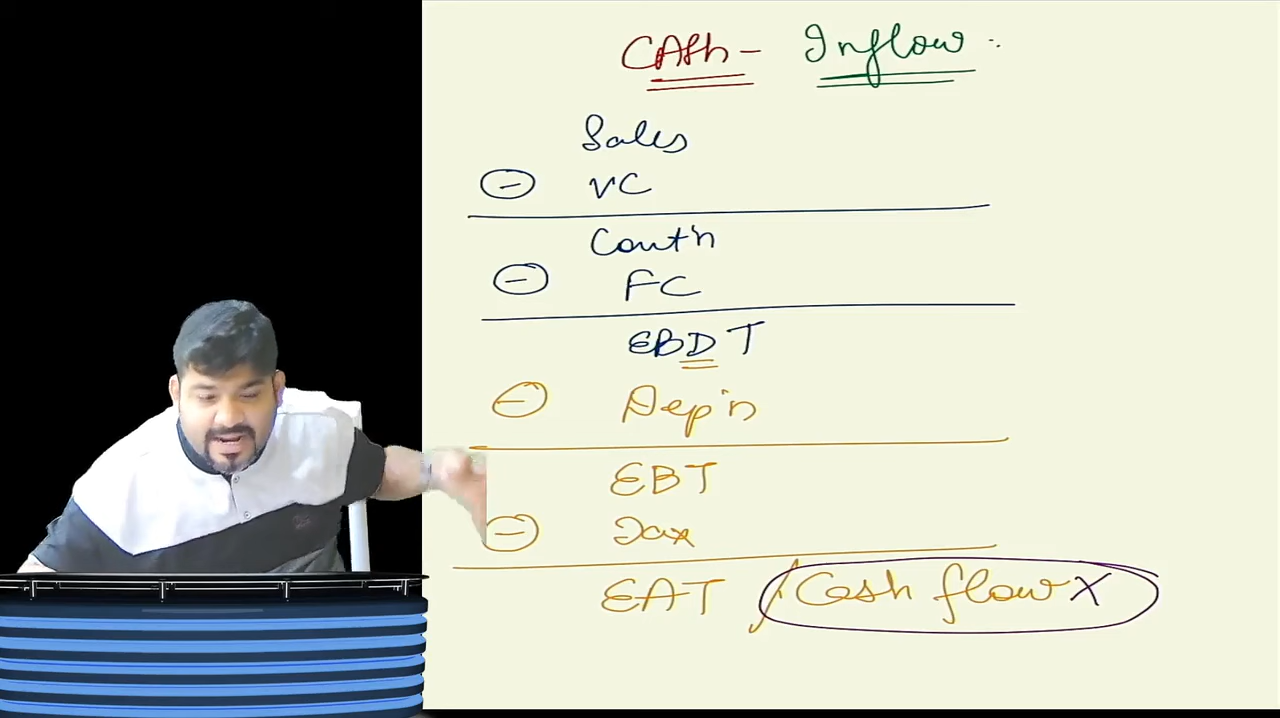 CASh - Inflow :
Sales
- VC
Cont'n
- FC
EBDT
- Dep'n
EBT
- Tax
EAT / Cash flow X